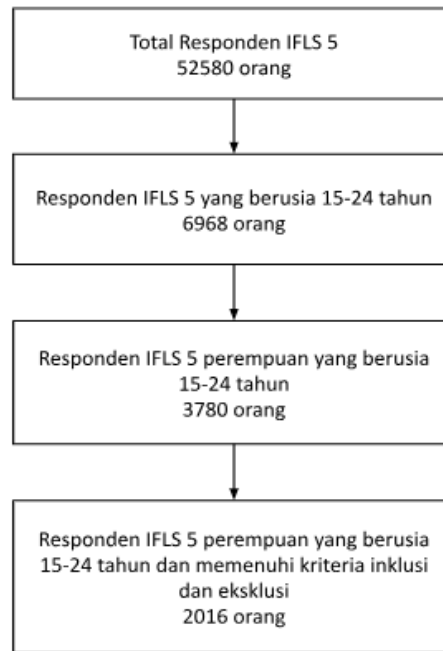 Total Responden IFLS 5
52580 orang
Responden IFLS 5 yang berusia 15-24 tahun
6968 orang
Responden IFLS 5 perempuan yang berusia
15-24 tahun
3780 orang
Responden IFLS 5 perempuan yang berusia
15-24 tahun dan memenuhi kriteria inklusi
dan eksklusi
2016 orang